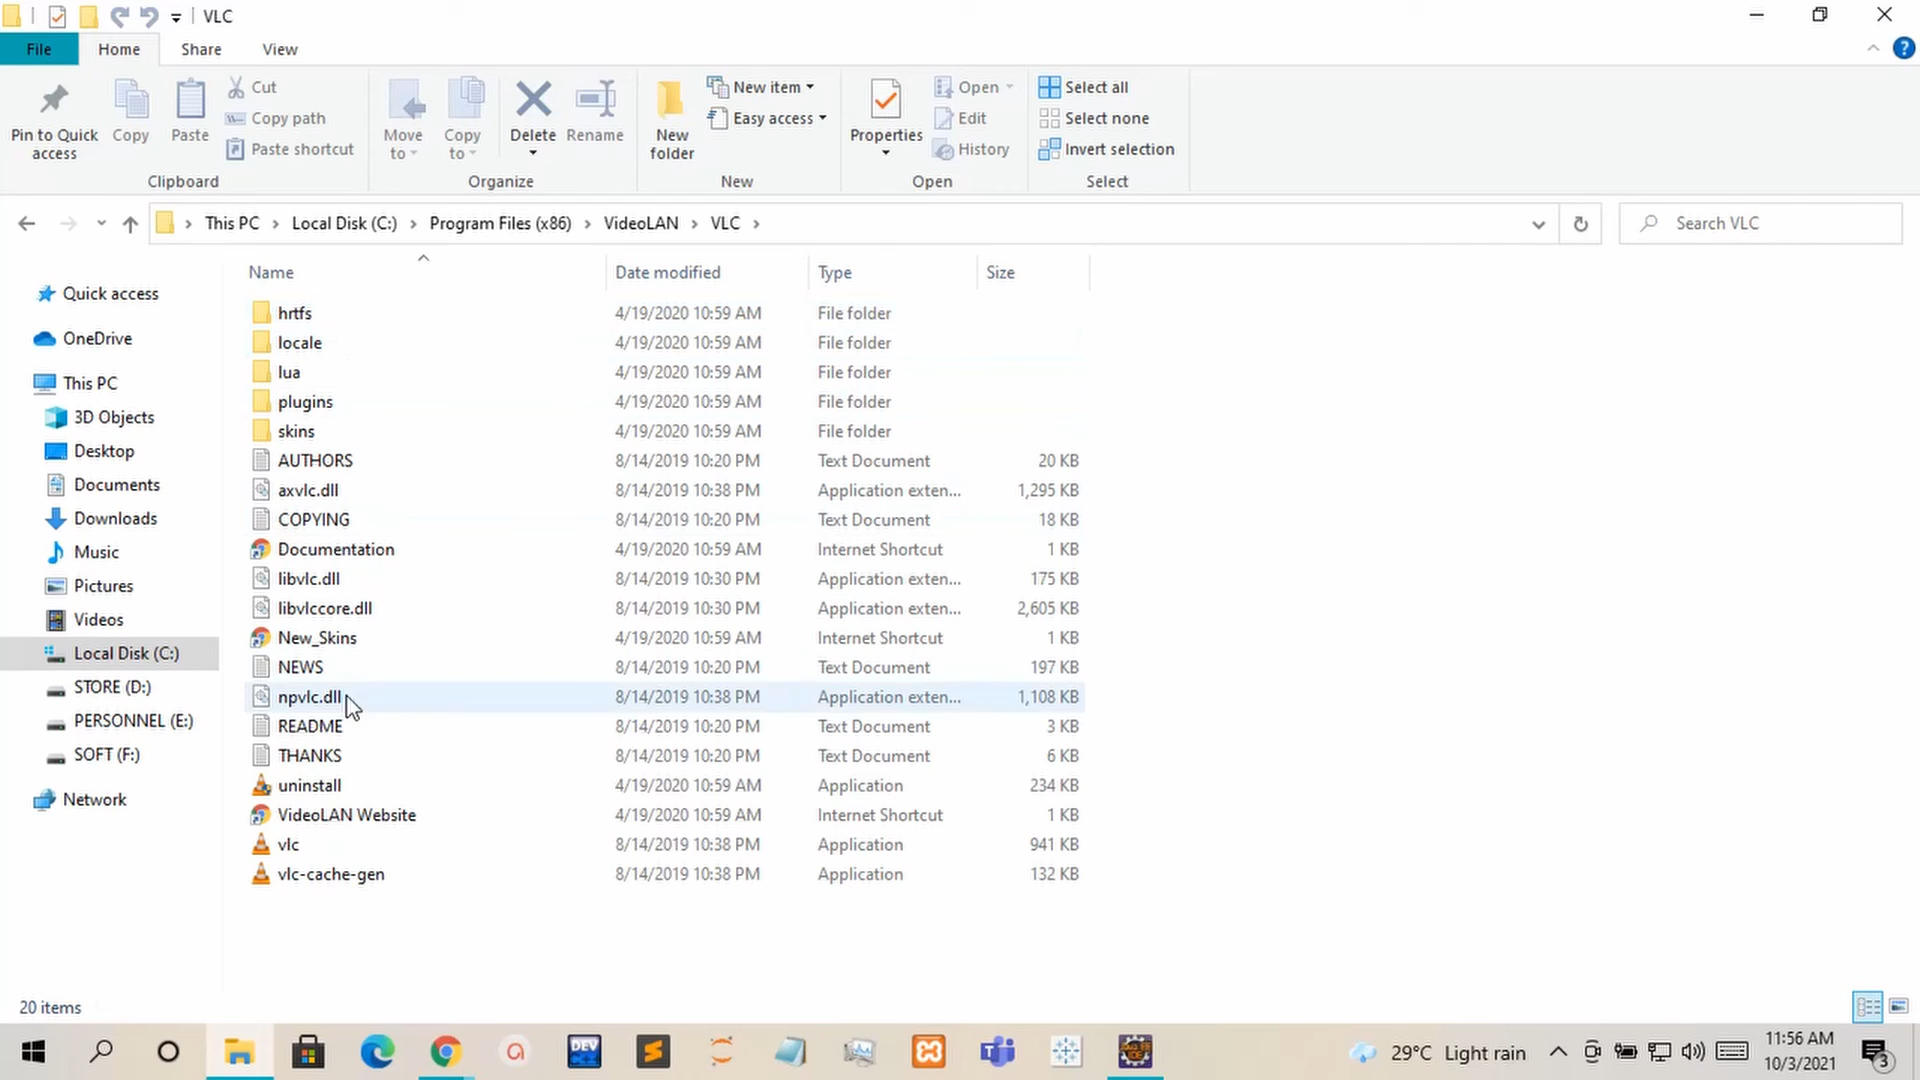 VLC
File Home Share View
Pin to Quick access
Copy
Paste
Cut
Copy path
Paste shortcut
Clipboard
Move to
Copy to
Delete
Rename
Organize
New folder
New item
Easy access
New
Properties
Open
Edit
History
Open
Select all
Select none
Invert selection
Select
This PC › Local Disk (C:) › Program Files (x86) › VideoLAN › VLC ›
Search VLC
Quick access
OneDrive
This PC
3D Objects
Desktop
Documents
Downloads
Music
Pictures
Videos
Local Disk (C:)
STORE (D:)
PERSONNEL (E:)
SOFT (F:)
Network
Name Date modified Type Size
hrtfs 4/19/2020 10:59 AM File folder
locale 4/19/2020 10:59 AM File folder
lua 4/19/2020 10:59 AM File folder
plugins 4/19/2020 10:59 AM File folder
skins 4/19/2020 10:59 AM File folder
AUTHORS 8/14/2019 10:20 PM Text Document 20 KB
axvlc.dll 8/14/2019 10:38 PM Application exten... 1,295 KB
COPYING 8/14/2019 10:20 PM Text Document 18 KB
Documentation 4/19/2020 10:59 AM Internet Shortcut 1 KB
libvlc.dll 8/14/2019 10:30 PM Application exten... 175 KB
libvlccore.dll 8/14/2019 10:30 PM Application exten... 2,605 KB
New_Skins 4/19/2020 10:59 AM Internet Shortcut 1 KB
NEWS 8/14/2019 10:20 PM Text Document 197 KB
npvlc.dll 8/14/2019 10:38 PM Application exten... 1,108 KB
README 8/14/2019 10:20 PM Text Document 3 KB
THANKS 8/14/2019 10:20 PM Text Document 6 KB
uninstall 4/19/2020 10:59 AM Application 234 KB
VideoLAN Website 4/19/2020 10:59 AM Internet Shortcut 1 KB
vlc 8/14/2019 10:38 PM Application 941 KB
vlc-cache-gen 8/14/2019 10:38 PM Application 132 KB
20 items
DEV
29°C Light rain
11:56 AM
10/3/2021
3